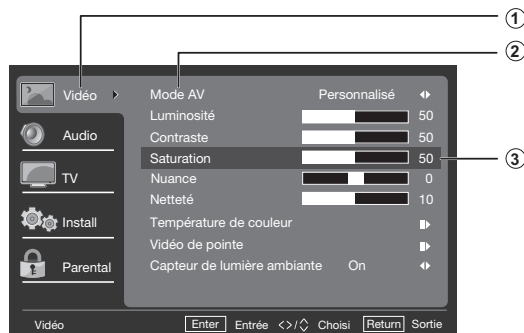 ①
②
Vidéo
Mode AV Personnalisé
Luminosité 50
Contraste 50
Audio
Saturation 50
③
TV
Nuance 0
Netteté 10
Install
Température de couleur
Vidéo de pointe
Parental
Capteur de lumière ambiante On
Vidéo Enter Entrée <>/◇ Choisi Return Sortie